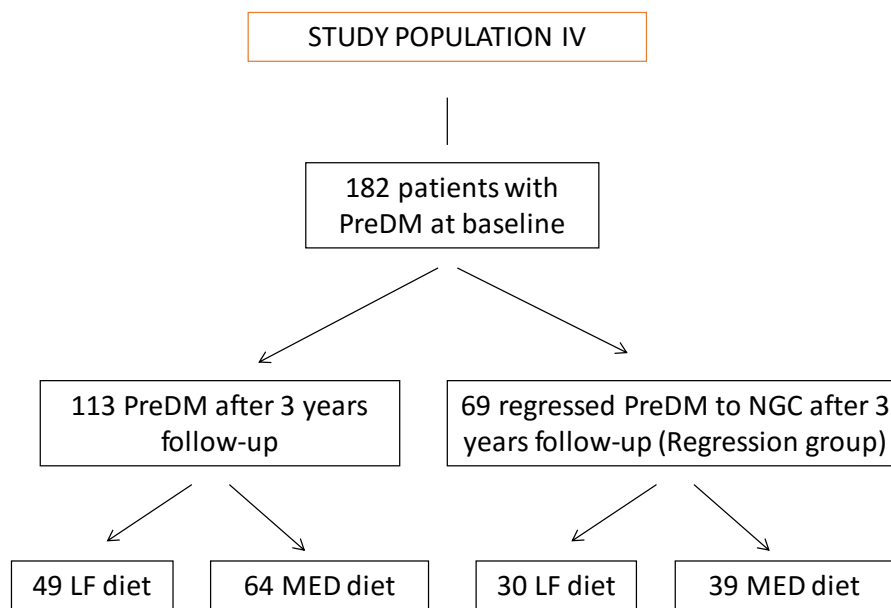 STUDY POPULATION IV
182 patients with
PreDM at baseline
113 PreDM after 3 years
follow-up
69 regressed PreDM to NGC after 3
years follow-up (Regression group)
49 LF diet
64 MED diet
30 LF diet
39 MED diet